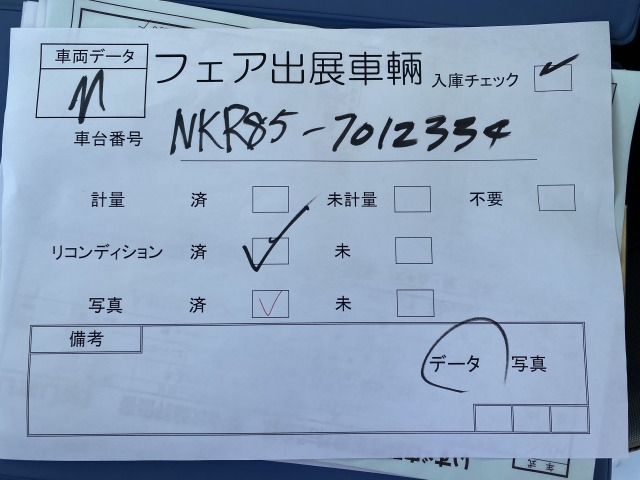 車両データ
フェア出展車輛
入庫チェック
n
車台番号
NKR85-7012334
計量 済 未計量 不要
リコンディション 済 未
写真 済 未
備考
データ 写真